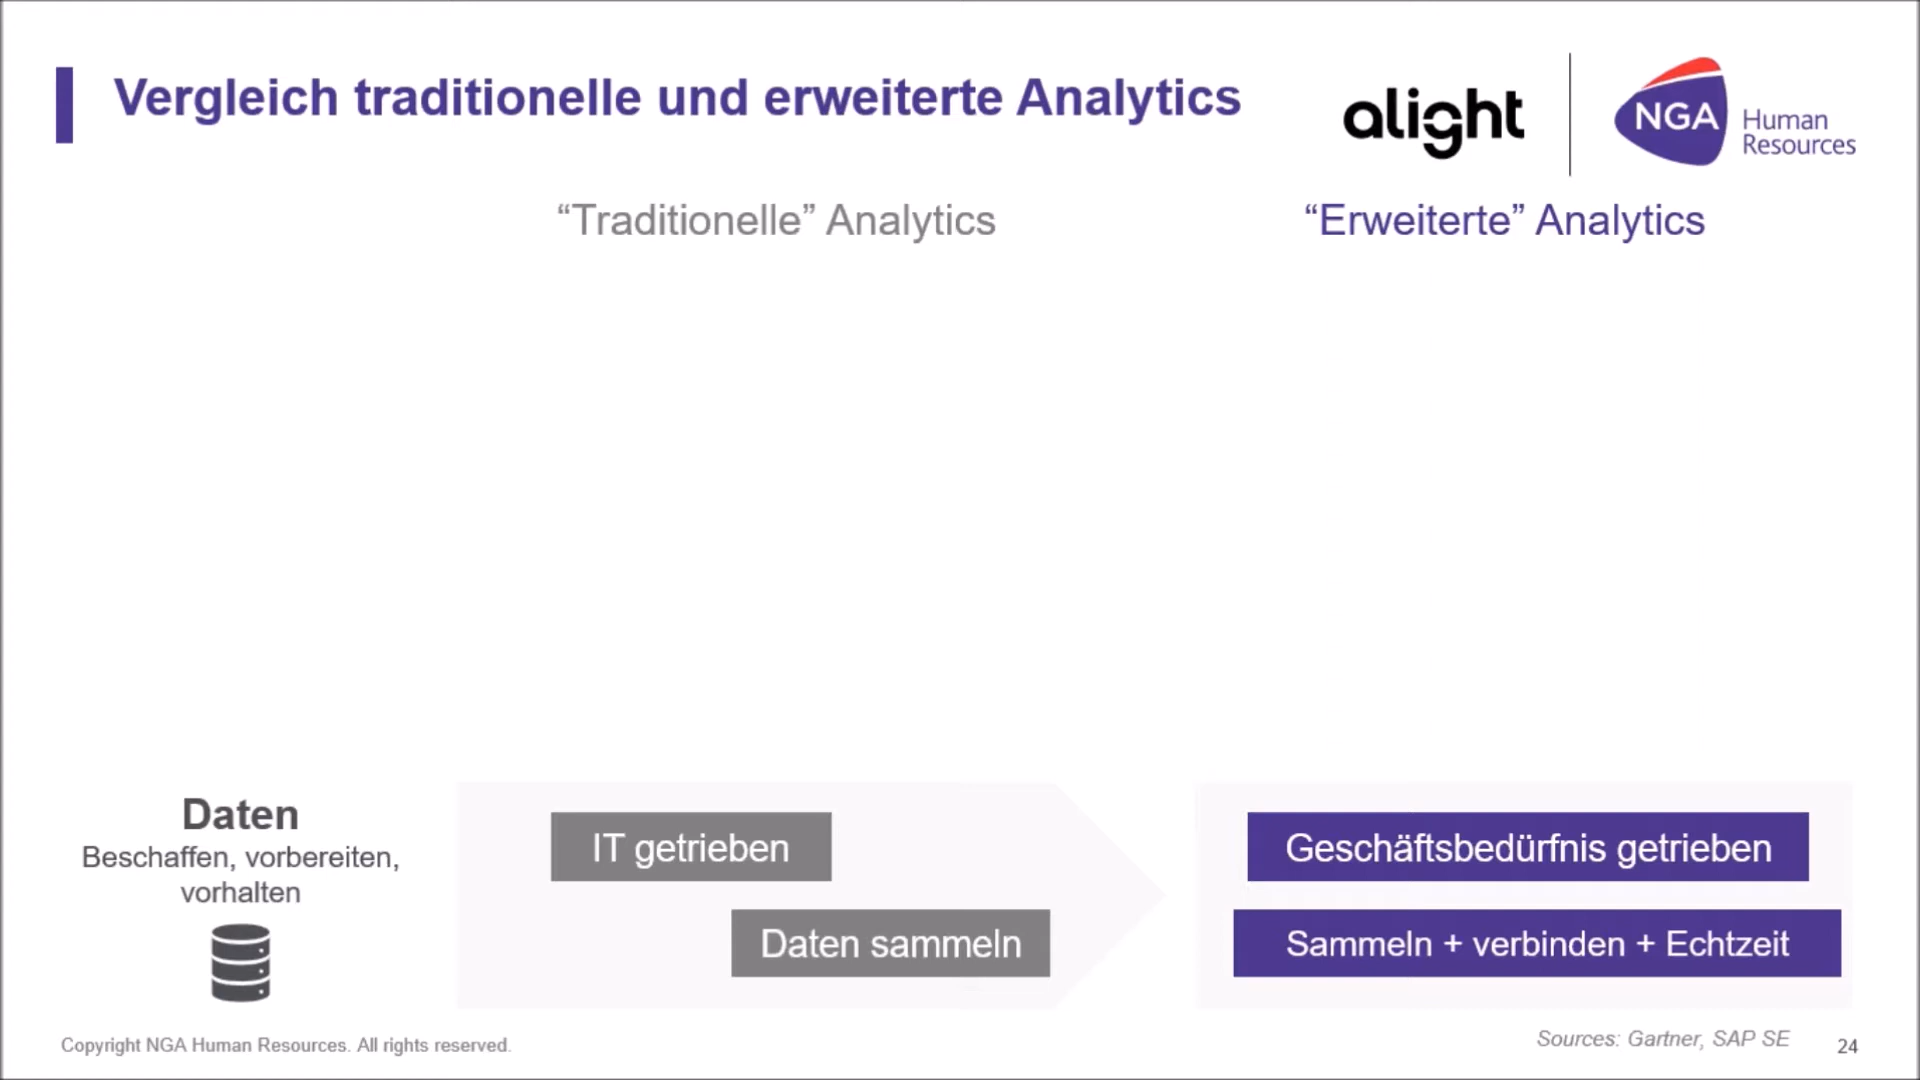 Vergleich traditionelle und erweiterte Analytics
alight
NGA Human
Resources
“Traditionelle” Analytics
“Erweiterte” Analytics
Daten
Beschaffen, vorbereiten,
vorhalten
IT getrieben
Daten sammeln
Geschäftsbedürfnis getrieben
Sammeln + verbinden + Echtzeit
Copyright NGA Human Resources. All rights reserved.
Sources: Gartner, SAP SE
24